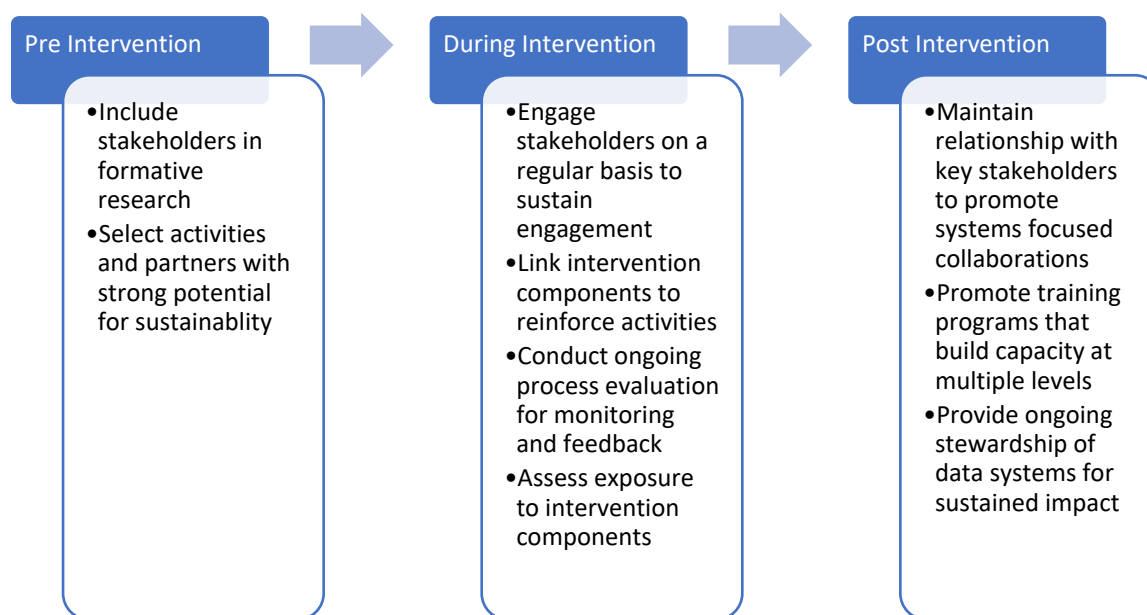 Pre Intervention
•Include
stakeholders in
formative
research
•Select activities
and partners with
strong potential
for sustainablity
During Intervention
•Engage
stakeholders on a
regular basis to
sustain
engagement
•Link intervention
components to
reinforce activities
•Conduct ongoing
process evaluation
for monitoring
and feedback
•Assess exposure
to intervention
components
Post Intervention
•Maintain
relationship with
key stakeholders
to promote
systems focused
collaborations
•Promote training
programs that
build capacity at
multiple levels
•Provide ongoing
stewardship of
data systems for
sustained impact